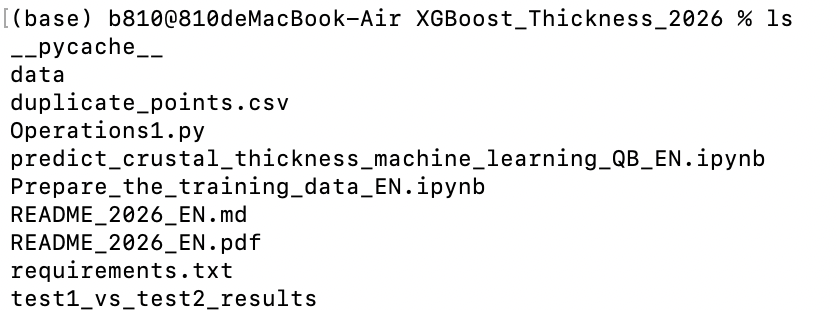 [(base) b810@810deMacBook-Air XGBoost_Thickness_2026 % ls
__pycache__
data
duplicate_points.csv
Operations1.py
predict_crustal_thickness_machine_learning_QB_EN.ipynb
Prepare_the_training_data_EN.ipynb
README_2026_EN.md
README_2026_EN.pdf
requirements.txt
test1_vs_test2_results